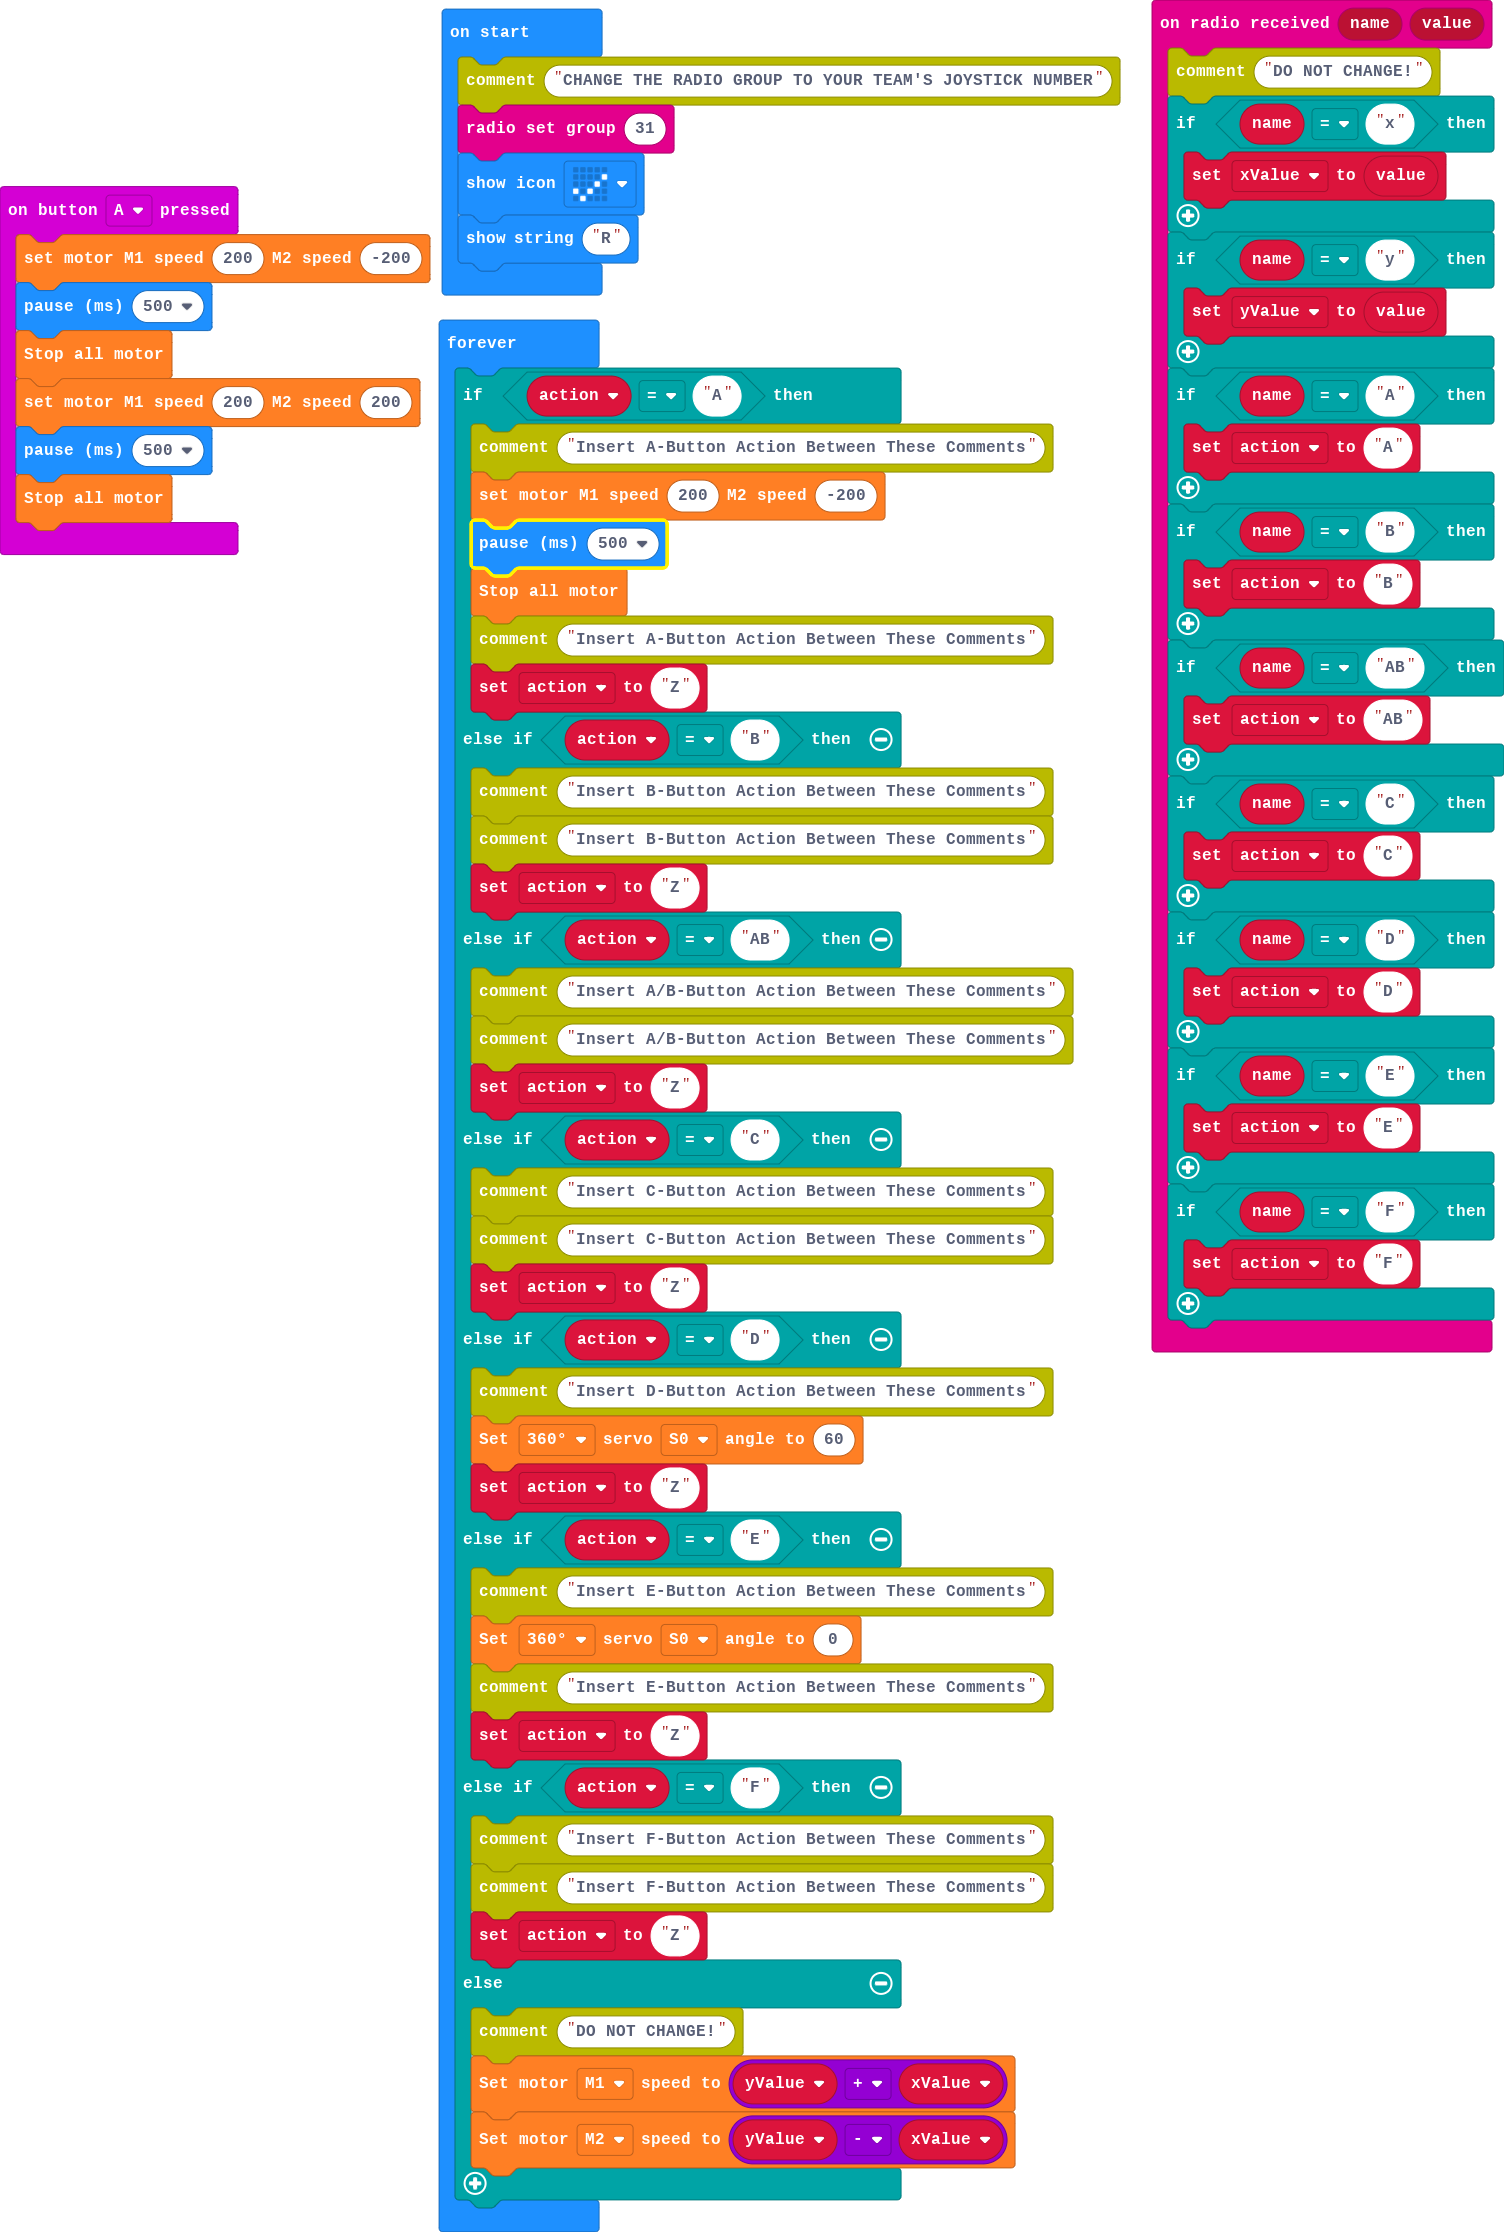 on button A pressed
set motor M1 speed 200 M2 speed -200
pause (ms) 500
Stop all motor
set motor M1 speed 200 M2 speed 200
pause (ms) 500
Stop all motor
on start
comment "CHANGE THE RADIO GROUP TO YOUR TEAM'S JOYSTICK NUMBER"
radio set group 31
show icon
show string "R"
forever
if action = "A" then
comment "Insert A-Button Action Between These Comments"
set motor M1 speed 200 M2 speed -200
pause (ms) 500
Stop all motor
comment "Insert A-Button Action Between These Comments"
set action to "Z"
else if action = "B" then
comment "Insert B-Button Action Between These Comments"
comment "Insert B-Button Action Between These Comments"
set action to "Z"
else if action = "AB" then
comment "Insert A/B-Button Action Between These Comments"
comment "Insert A/B-Button Action Between These Comments"
set action to "Z"
else if action = "C" then
comment "Insert C-Button Action Between These Comments"
comment "Insert C-Button Action Between These Comments"
set action to "Z"
else if action = "D" then
comment "Insert D-Button Action Between These Comments"
Set 360° servo S0 angle to 60
set action to "Z"
else if action = "E" then
comment "Insert E-Button Action Between These Comments"
Set 360° servo S0 angle to 0
comment "Insert E-Button Action Between These Comments"
set action to "Z"
else if action = "F" then
comment "Insert F-Button Action Between These Comments"
comment "Insert F-Button Action Between These Comments"
set action to "Z"
else
comment "DO NOT CHANGE!"
Set motor M1 speed to yValue + xValue
Set motor M2 speed to yValue - xValue
on radio received name value
comment "DO NOT CHANGE!"
if name = "x" then
set xValue to value
if name = "y" then
set yValue to value
if name = "A" then
set action to "A"
if name = "B" then
set action to "B"
if name = "AB" then
set action to "AB"
if name = "C" then
set action to "C"
if name = "D" then
set action to "D"
if name = "E" then
set action to "E"
if name = "F" then
set action to "F"